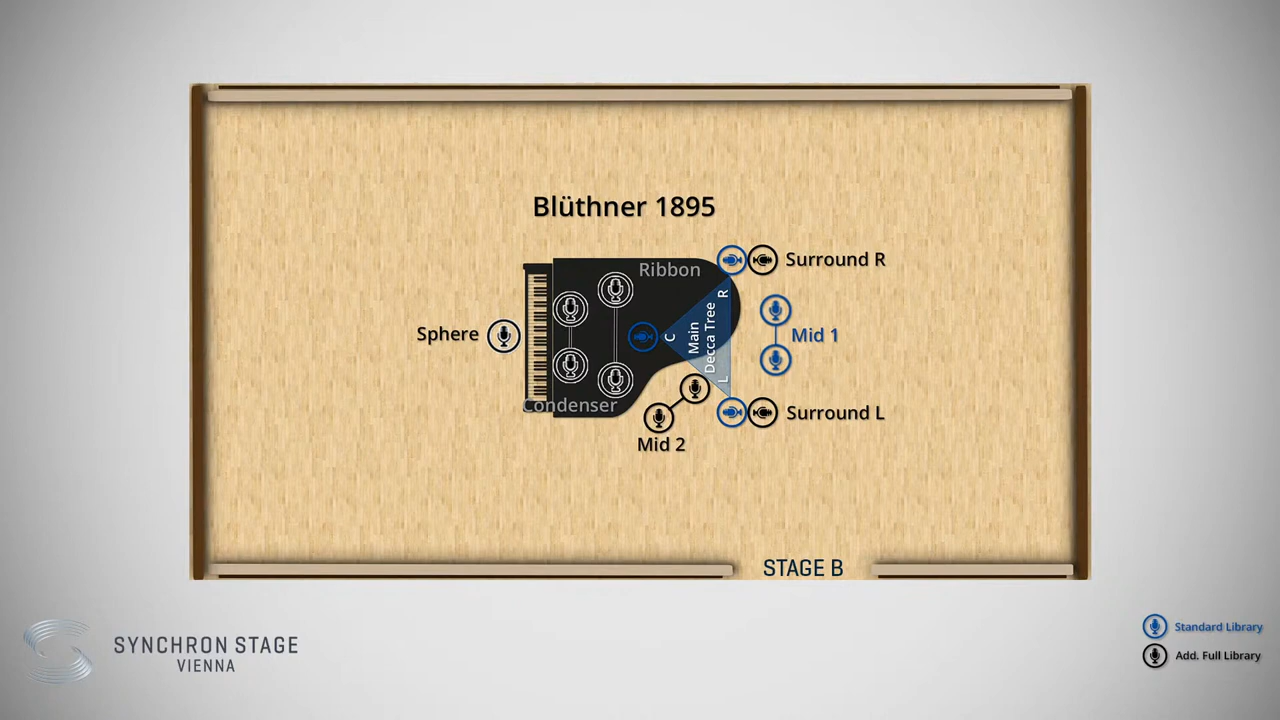 Blüthner 1895
Ribbon
Surround R
Sphere
R
C
Main
Decca Tree
L
Mid 1
Condenser
Surround L
Mid 2
STAGE B
SYNCHRON STAGE
VIENNA
Standard Library
Add. Full Library